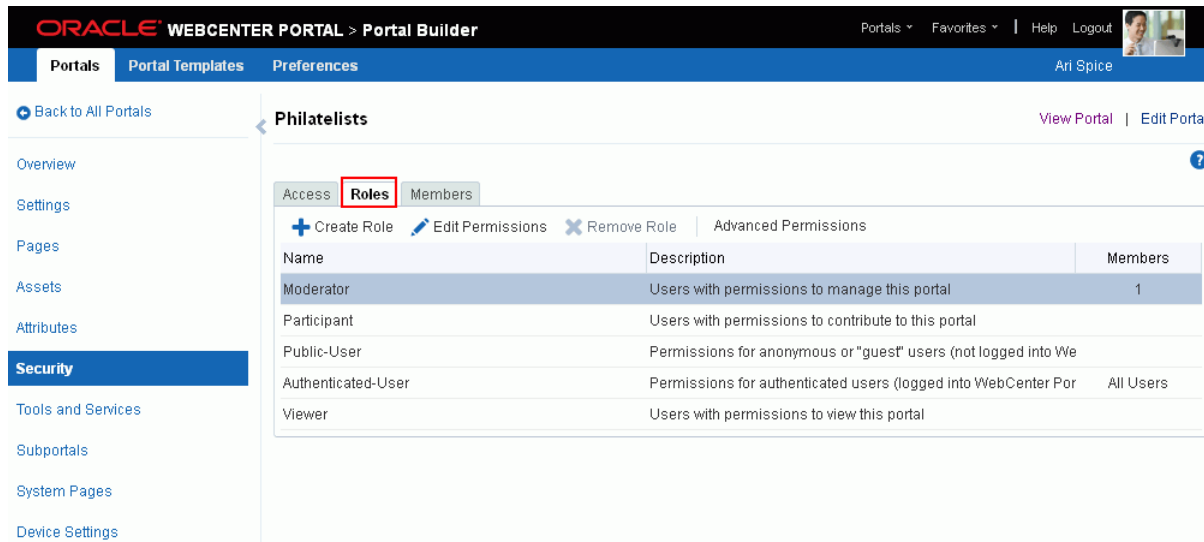 ORACLE WEBCENTER PORTAL > Portal Builder
Portals Favorites | Help Logout
Portals Portal Templates Preferences
Ari Spice
Back to All Portals
Philatelists
View Portal | Edit Porta
Overview
Settings
Pages
Assets
Attributes
Security
Tools and Services
Subportals
System Pages
Device Settings
?
Access Roles Members
Create Role Edit Permissions Remove Role Advanced Permissions
Name Description Members
Moderator Users with permissions to manage this portal 1
Participant Users with permissions to contribute to this portal
Public-User Permissions for anonymous or "guest" users (not logged into We
Authenticated-User Permissions for authenticated users (logged into WebCenter Por All Users
Viewer Users with permissions to view this portal